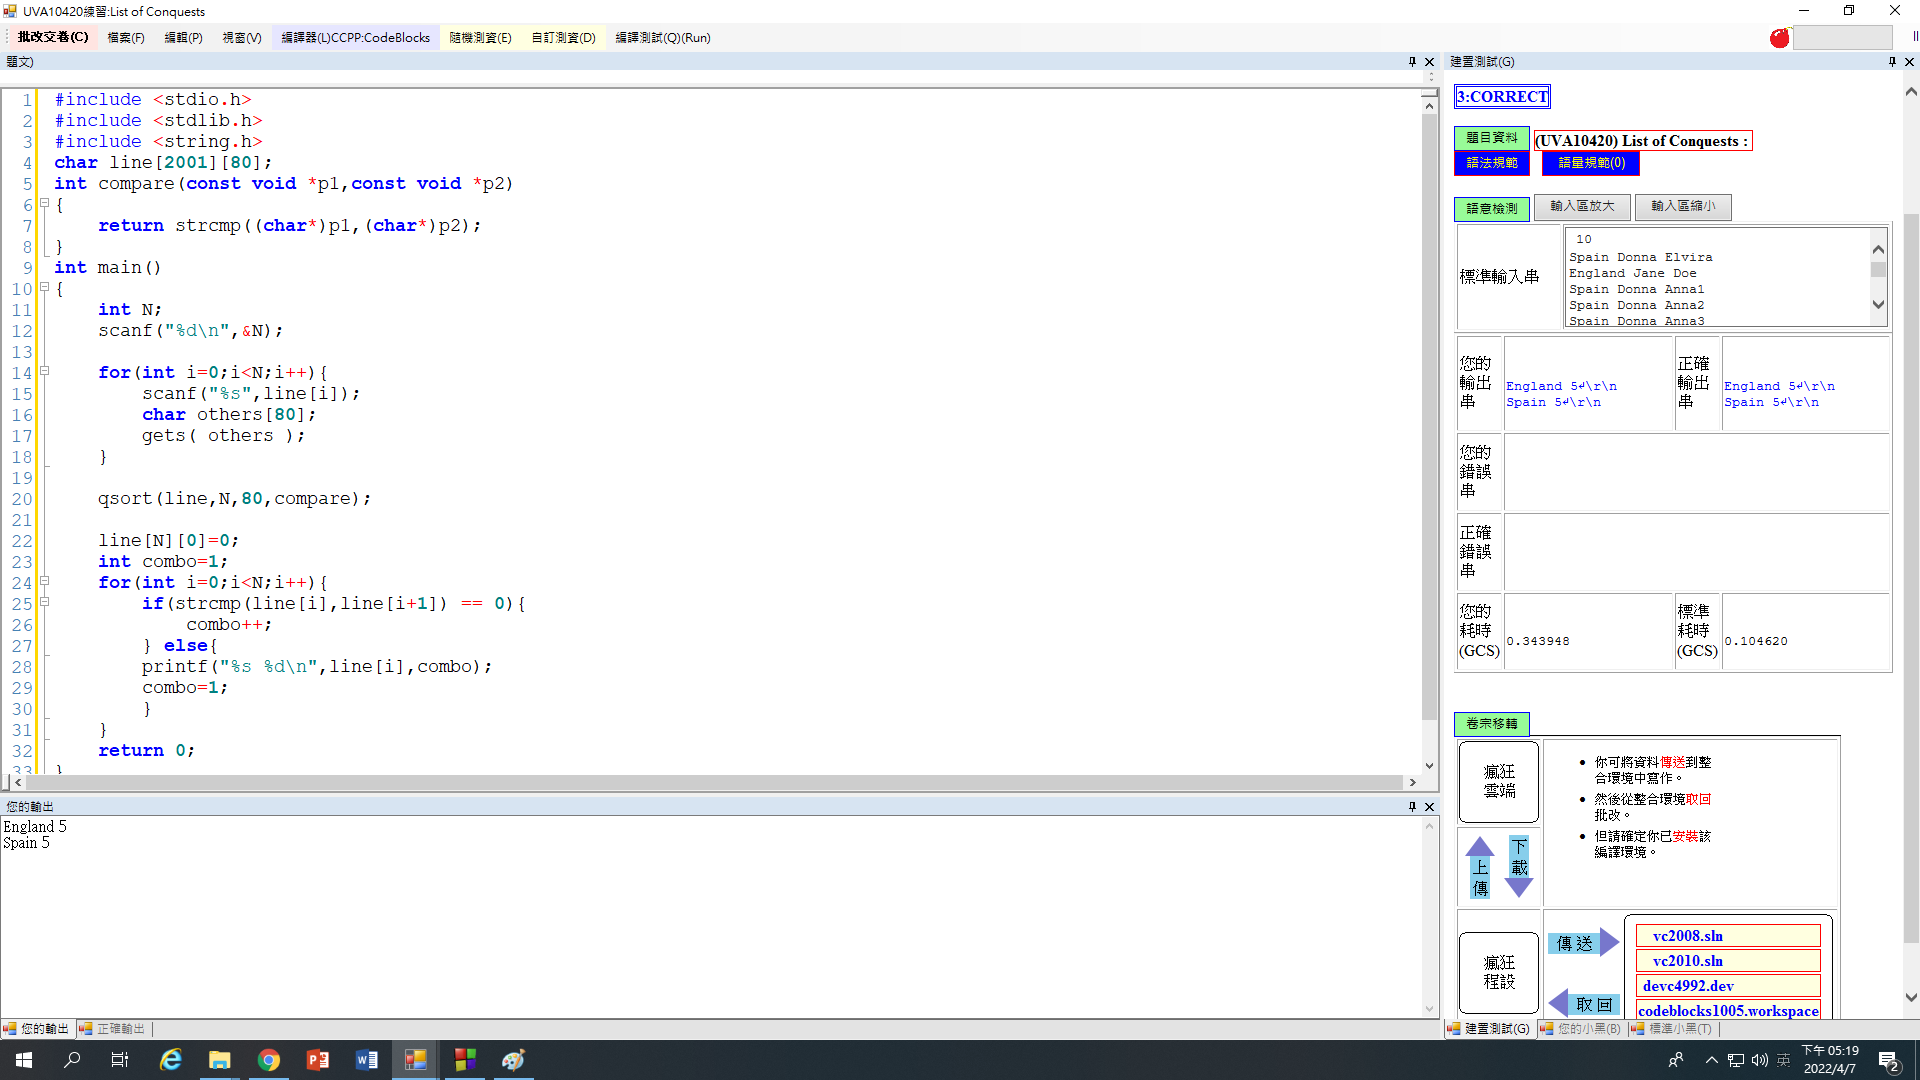 UVA10420練習:List of Conquests
批改交卷(C) 檔案(F) 編輯(P) 視窗(V) 編譯器(L)CCPP:CodeBlocks 隨機測資(E) 自訂測資(D) 編譯測試(Q)(Run)
題文)
1 #include <stdio.h>
2 #include <stdlib.h>
3 #include <string.h>
4 char line[2001][80];
5 int compare(const void *p1,const void *p2)
6 {
7 return strcmp((char*)p1,(char*)p2);
8 }
9 int main()
10 {
11 int N;
12 scanf("%d\n",&N);
13
14 for(int i=0;i<N;i++){
15 scanf("%s",line[i]);
16 char others[80];
17 gets( others );
18 }
19
20 qsort(line,N,80,compare);
21
22 line[N][0]=0;
23 int combo=1;
24 for(int i=0;i<N;i++){
25 if(strcmp(line[i],line[i+1]) == 0){
26 combo++;
27 } else{
28 printf("%s %d\n",line[i],combo);
29 combo=1;
30 }
31 }
32 return 0;
33 }
您的輸出
England 5
Spain 5
您的輸出 正確輸出
建置測試(G)
3:CORRECT
題目資料 (UVA10420) List of Conquests :
語法規範 語量規範(0)
語意檢測 輸入區放大 輸入區縮小
標準輸入串
10
Spain Donna Elvira
England Jane Doe
Spain Donna Anna1
Spain Donna Anna2
Spain Donna Anna3
您的輸出串
England 5↵\r\n
Spain 5↵\r\n
正確輸出串
England 5↵\r\n
Spain 5↵\r\n
您的錯誤串
正確錯誤串
您的耗時(GCS) 0.343948 標準耗時(GCS) 0.104620
卷宗移轉
瘋狂雲端
你可將資料傳送到整
合環境中寫作。
然後從整合環境取回
批改。
但請確定你已安裝該
編譯環境。
上傳 下載
瘋狂程設
傳送
取回
vc2008.sln
vc2010.sln
devc4992.dev
codeblocks1005.workspace
建置測試(G) 您的小黑(B) 標準小黑(T)
英
下午 05:19
2022/4/7
2